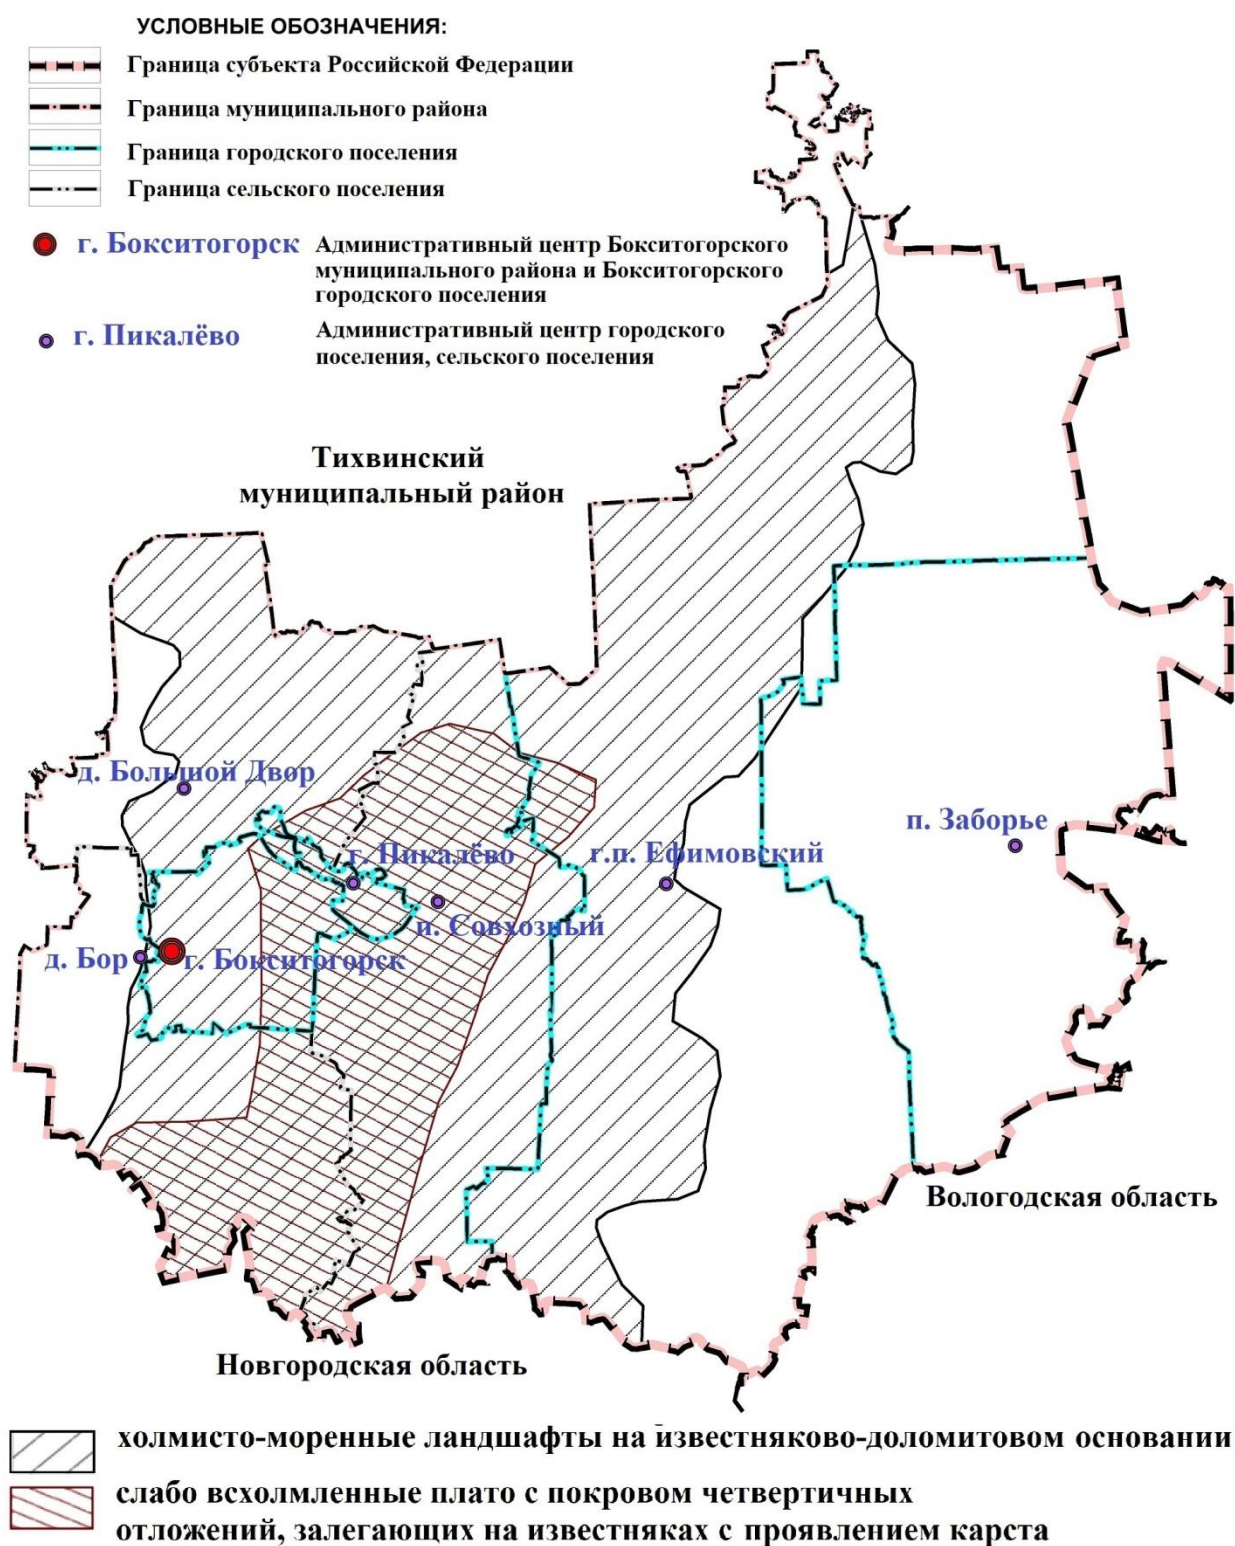 УСЛОВНЫЕ ОБОЗНАЧЕНИЯ:
Граница субъекта Российской Федерации
Граница муниципального района
Граница городского поселения
Граница сельского поселения
г. Бокситогорск
Административный центр Бокситогорского
муниципального района и Бокситогорского
городского поселения
г. Пикалёво
Административный центр городского
поселения, сельского поселения
Тихвинский
муниципальный район
д. Большой Двор
п. Заборье
г. Пикалёво
г.п. Ефимовский
п. Совхозный
д. Бор
г. Бокситогорск
Вологодская область
Новгородская область
холмисто-моренные ландшафты на известняково-доломитовом основании
слабо всхолмленные плато с покровом четвертичных
отложений, залегающих на известняках с проявлением карста